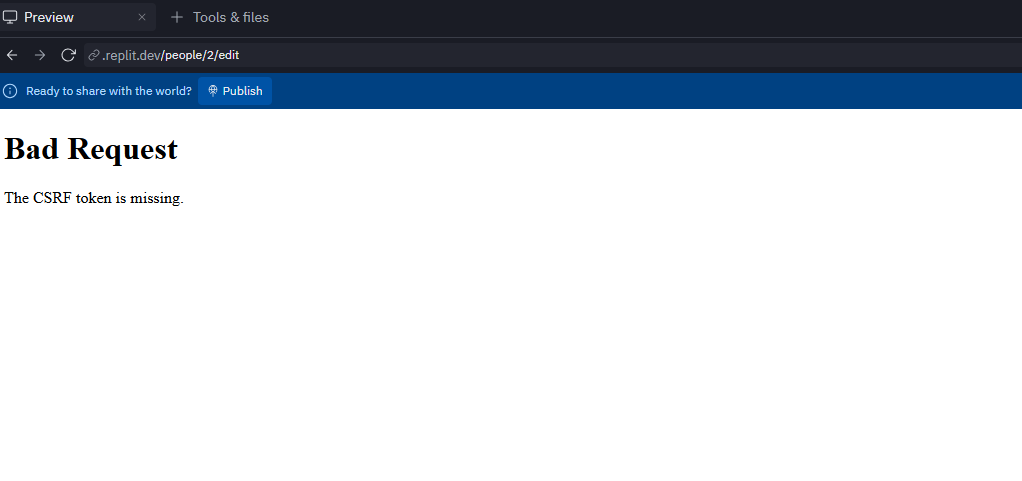 Preview
Tools & files
.replit.dev/people/2/edit
Ready to share with the world? Publish
Bad Request
The CSRF token is missing.